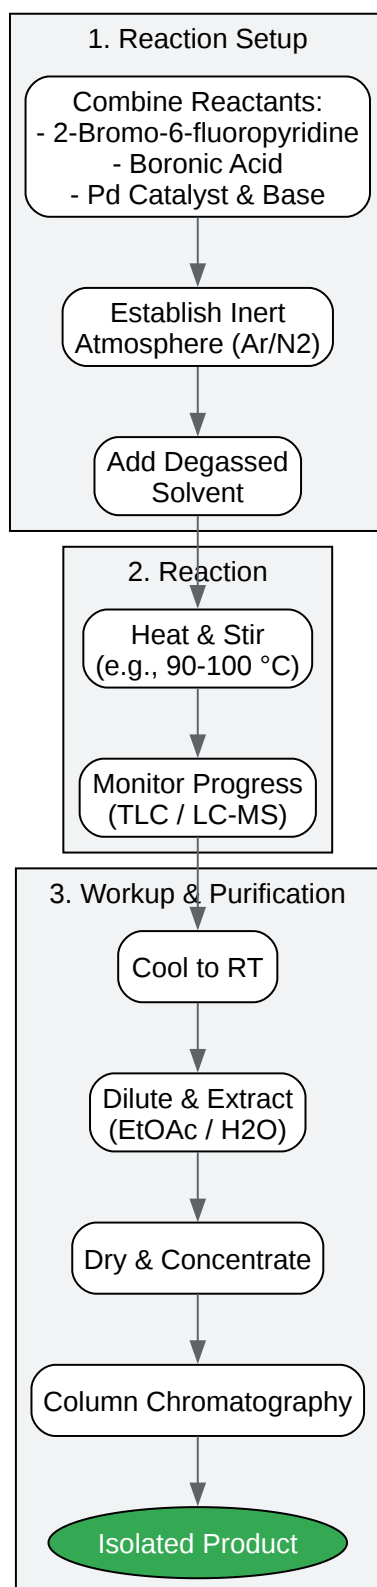 1. Reaction Setup
Combine Reactants:
- 2-Bromo-6-fluoropyridine
- Boronic Acid
- Pd Catalyst & Base
Establish Inert
Atmosphere (Ar/N2)
Add Degassed
Solvent
2. Reaction
Heat & Stir
(e.g., 90-100 °C)
Monitor Progress
(TLC / LC-MS)
3. Workup & Purification
Cool to RT
Dilute & Extract
(EtOAc / H2O)
Dry & Concentrate
Column Chromatography
Isolated Product